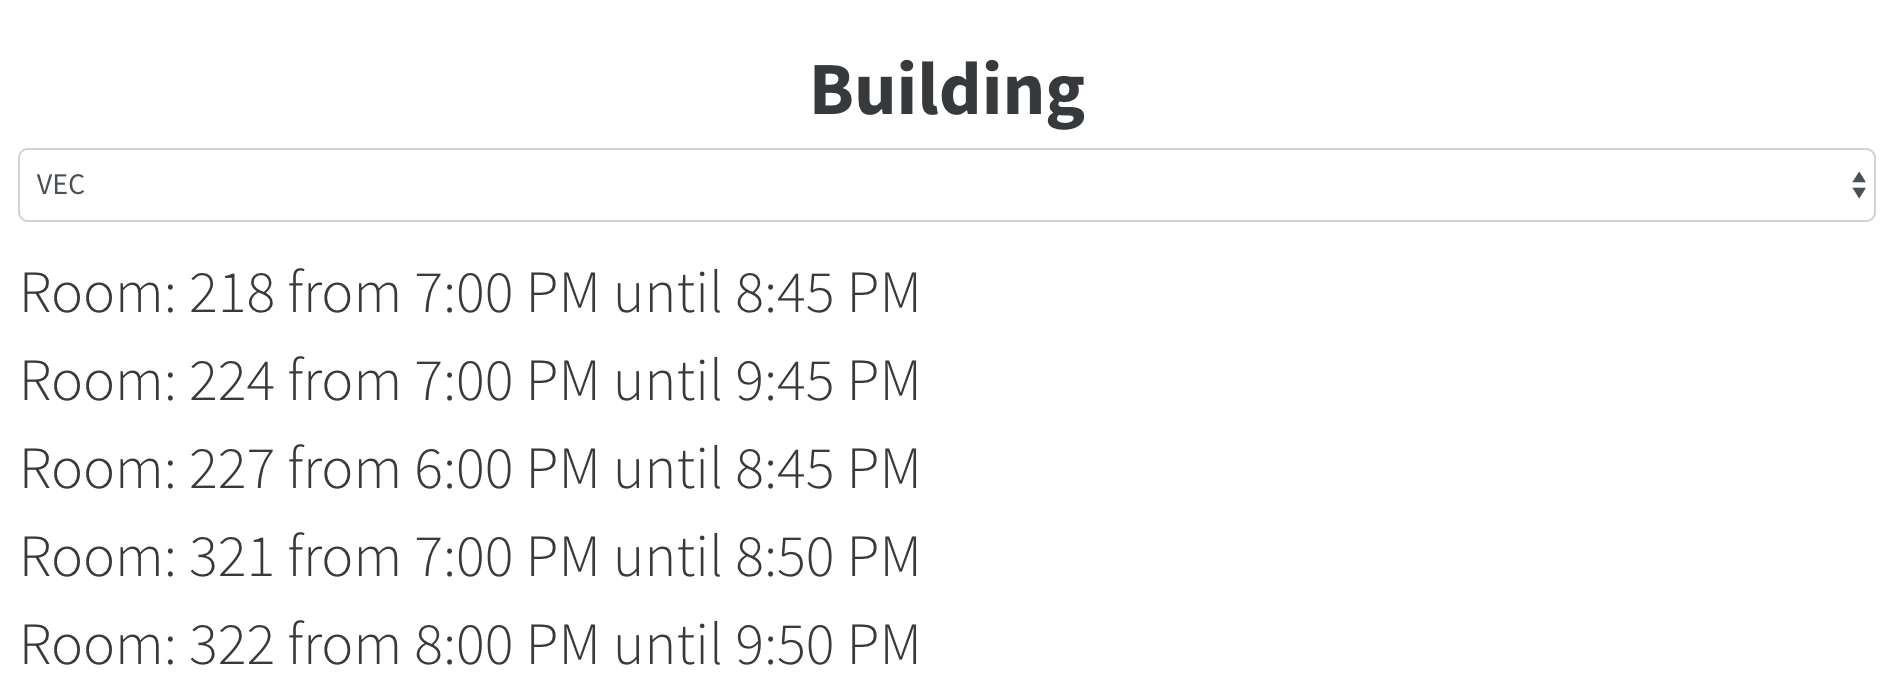 Building
VEC
Room: 218 from 7:00 PM until 8:45 PM
Room: 224 from 7:00 PM until 9:45 PM
Room: 227 from 6:00 PM until 8:45 PM
Room: 321 from 7:00 PM until 8:50 PM
Room: 322 from 8:00 PM until 9:50 PM